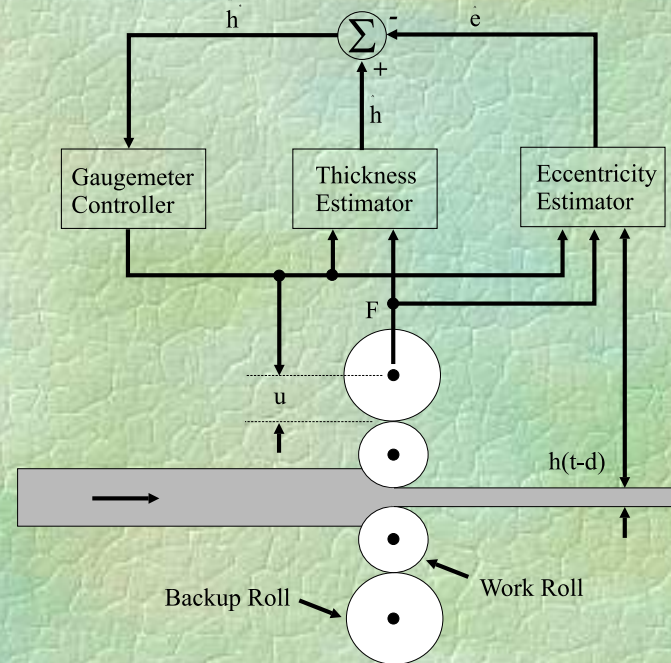 ḣ
-
ė
Σ
+
ḣ
Gaugemeter
Controller
Thickness
Estimator
Eccentricity
Estimator
F
u
h(t-d)
Work Roll
Backup Roll